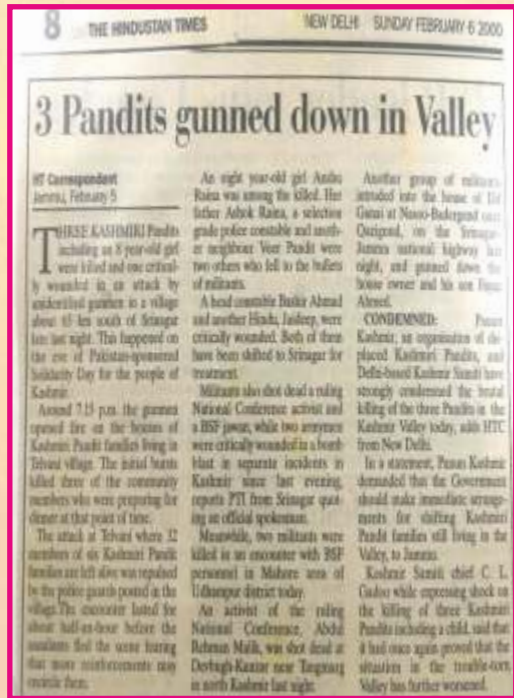 8 THE HINDUSTAN TIMES NEW DELHI SUNDAY FEBRUARY 6 2000
3 Pandits gunned down in Valley
HT Correspondent
Jammu, February 5
THREE KASHMIRI Pandits
including an 8 year-old girl
were killed and one critical-
ly wounded in an attack by
unidentified gunmen in a village
about 65 km south of Srinagar
late last night. This happened on
the eve of Pakistan-sponsored
Solidarity Day for the people of
Kashmir.
Around 7.15 p.m. the gunmen
opened fire on the houses of
Kashmiri Pandit families living in
Telvani village. The initial bursts
killed three of the community
members who were preparing for
dinner at that point of time.
The attack at Telvani where 32
members of six Kashmiri Pandit
families are left alive was repulsed
by the police guards posted in the
village. The encounter lasted for
about half-an-hour before the
militants fled the scene fearing
that more reinforcements may
encircle them.
An eight year-old girl Anshu
Raina was among the killed. Her
father Ashok Raina, a selection
grade police constable and anoth-
er neighbour Veer Pandit were
two others who fell to the bullets
of militants.
A head constable Bashir Ahmad
and another Hindu, Jaideep, were
critically wounded. Both of them
have been shifted to Srinagar for
treatment.
Militants also shot dead a ruling
National Conference activist and
a BSF jawan, while two armymen
were critically wounded in a bomb
blast in separate incidents in
Kashmir since last evening,
reports PTI from Srinagar quot-
ing an official spokesman.
Meanwhile, two militants were
killed in an encounter with BSF
personnel in Mahore area of
Udhampur district today.
An activist of the ruling
National Conference, Abdul
Rehman Malik, was shot dead at
near Tangmarg
in north Kashmir last night.
Another group of militants
intruded into the house of
Ganai at near
Qazigund, on the Srinagar-
Jammu national highway last
night, and gunned down the
house owner and his son
Ahmed.
CONDEMNED: Panun
Kashmir, an organisation of dis-
placed Kashmiri Pandits, and
Delhi-based Kashmir Samiti have
strongly condemned the brutal
killing of the three Pandits in the
Kashmir Valley today, adds HTC
from New Delhi.
In a statement, Panun Kashmir
demanded that the Government
should make immediate arrange-
ments for shifting Kashmiri
Pandit families still living in the
Valley, to Jammu.
Kashmir Samiti chief C. L.
Gadoo while expressing shock on
the killing of three Kashmiri
Pandits including a child, said that
it had once again proved that the
situation in the trouble-torn
Valley has further worsened.